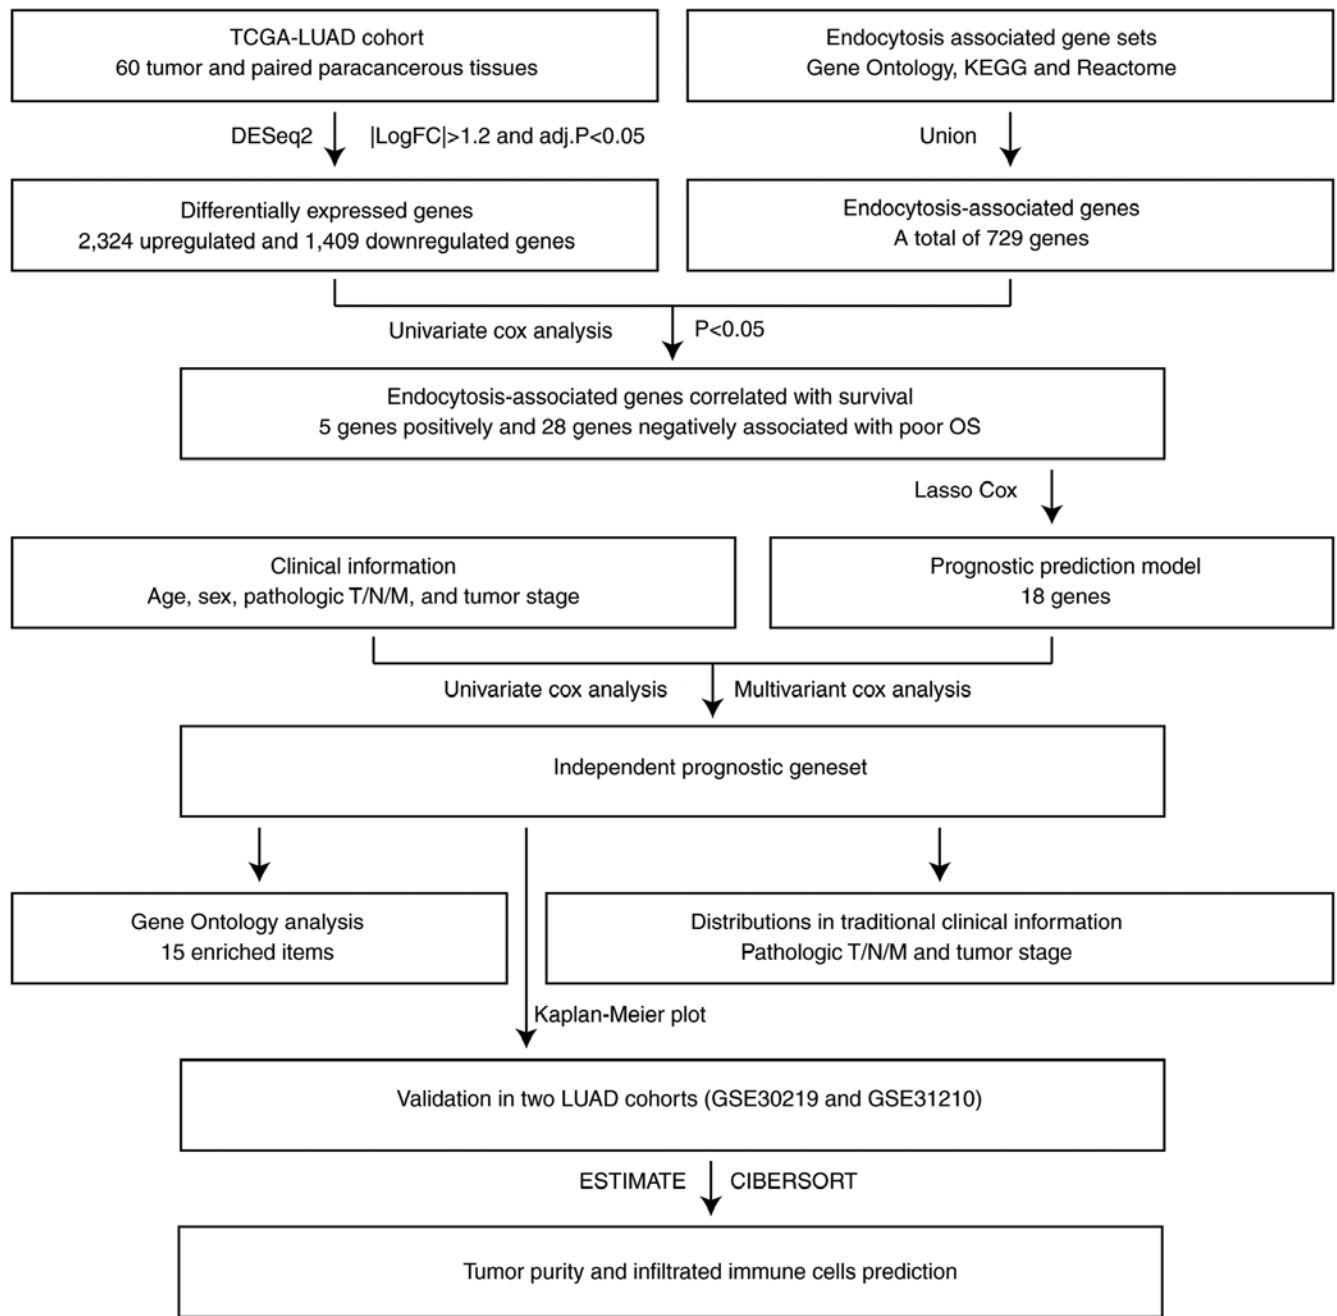 TCGA-LUAD cohort
60 tumor and paired paracancerous tissues
Endocytosis associated gene sets
Gene Ontology, KEGG and Reactome
DESeq2
|LogFC|>1.2 and adj.P<0.05
Union
Differentially expressed genes
2,324 upregulated and 1,409 downregulated genes
Endocytosis-associated genes
A total of 729 genes
Univariate cox analysis
P<0.05
Endocytosis-associated genes correlated with survival
5 genes positively and 28 genes negatively associated with poor OS
Lasso Cox
Clinical information
Age, sex, pathologic T/N/M, and tumor stage
Prognostic prediction model
18 genes
Univariate cox analysis
Multivariant cox analysis
Independent prognostic geneset
Gene Ontology analysis
15 enriched items
Distributions in traditional clinical information
Pathologic T/N/M and tumor stage
Kaplan-Meier plot
Validation in two LUAD cohorts (GSE30219 and GSE31210)
ESTIMATE
CIBERSORT
Tumor purity and infiltrated immune cells prediction